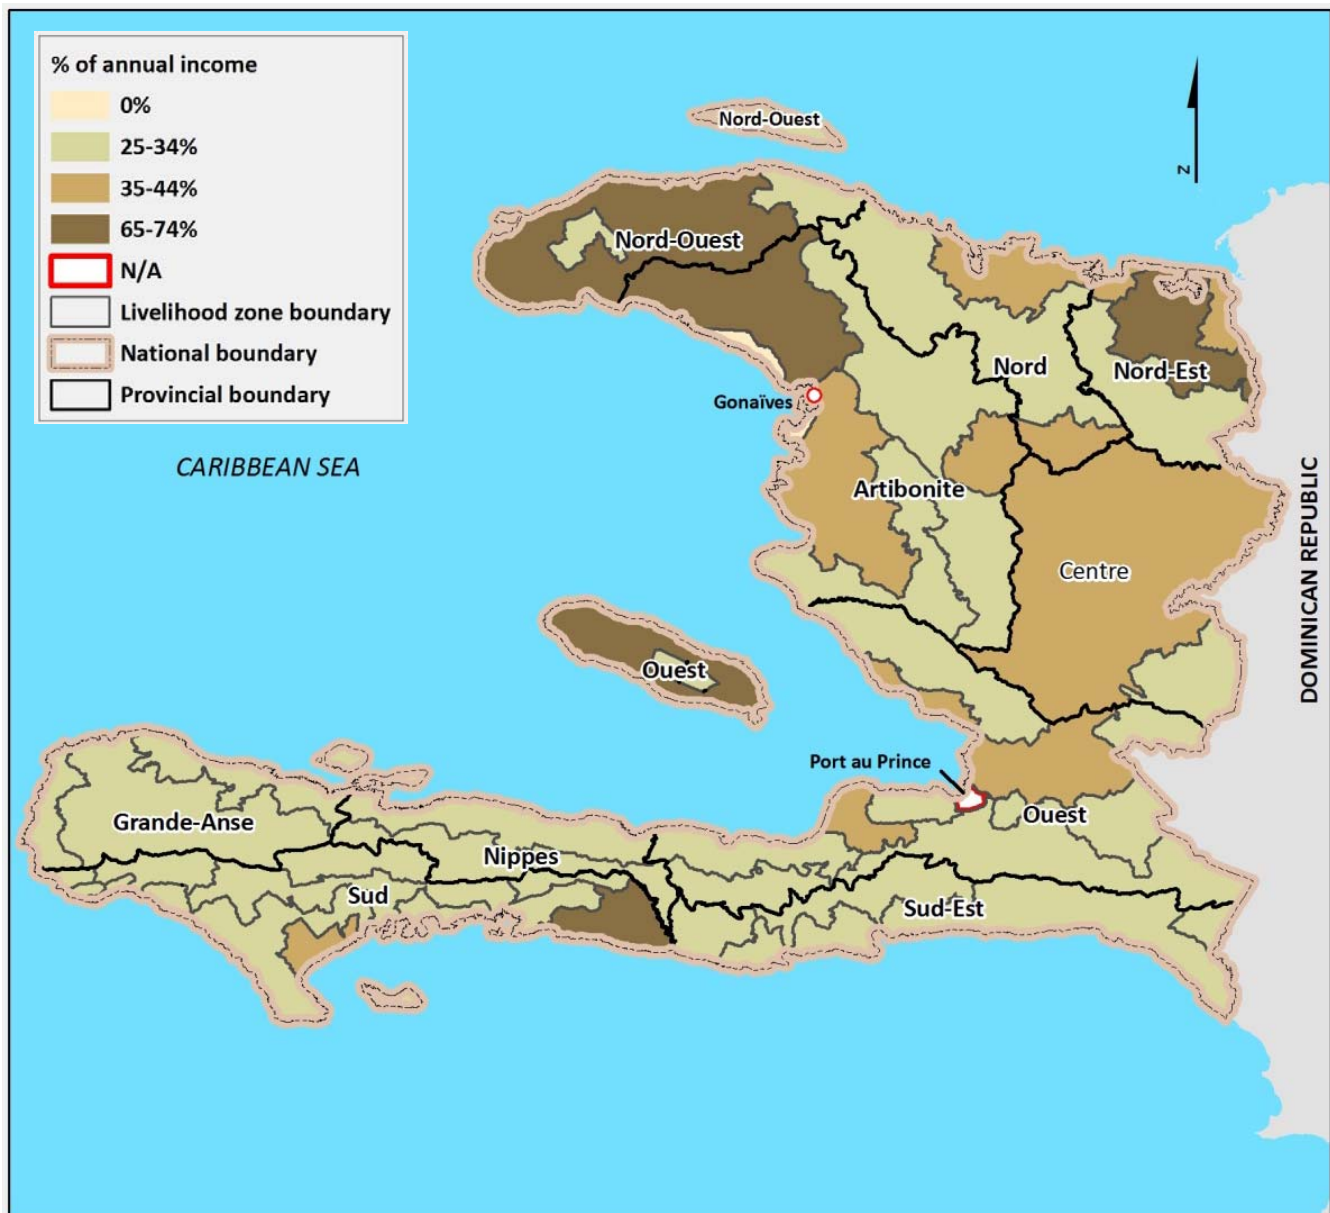 % of annual income
0%
25-34%
35-44%
65-74%
N/A
Livelihood zone boundary
National boundary
Provincial boundary
Nord-Ouest
N
Nord-Ouest
Nord
Nord-Est
Gonaïves
CARIBBEAN SEA
Artibonite
Centre
DOMINICAN REPUBLIC
Ouest
Port au Prince
Grande-Anse
Ouest
Nippes
Sud
Sud-Est